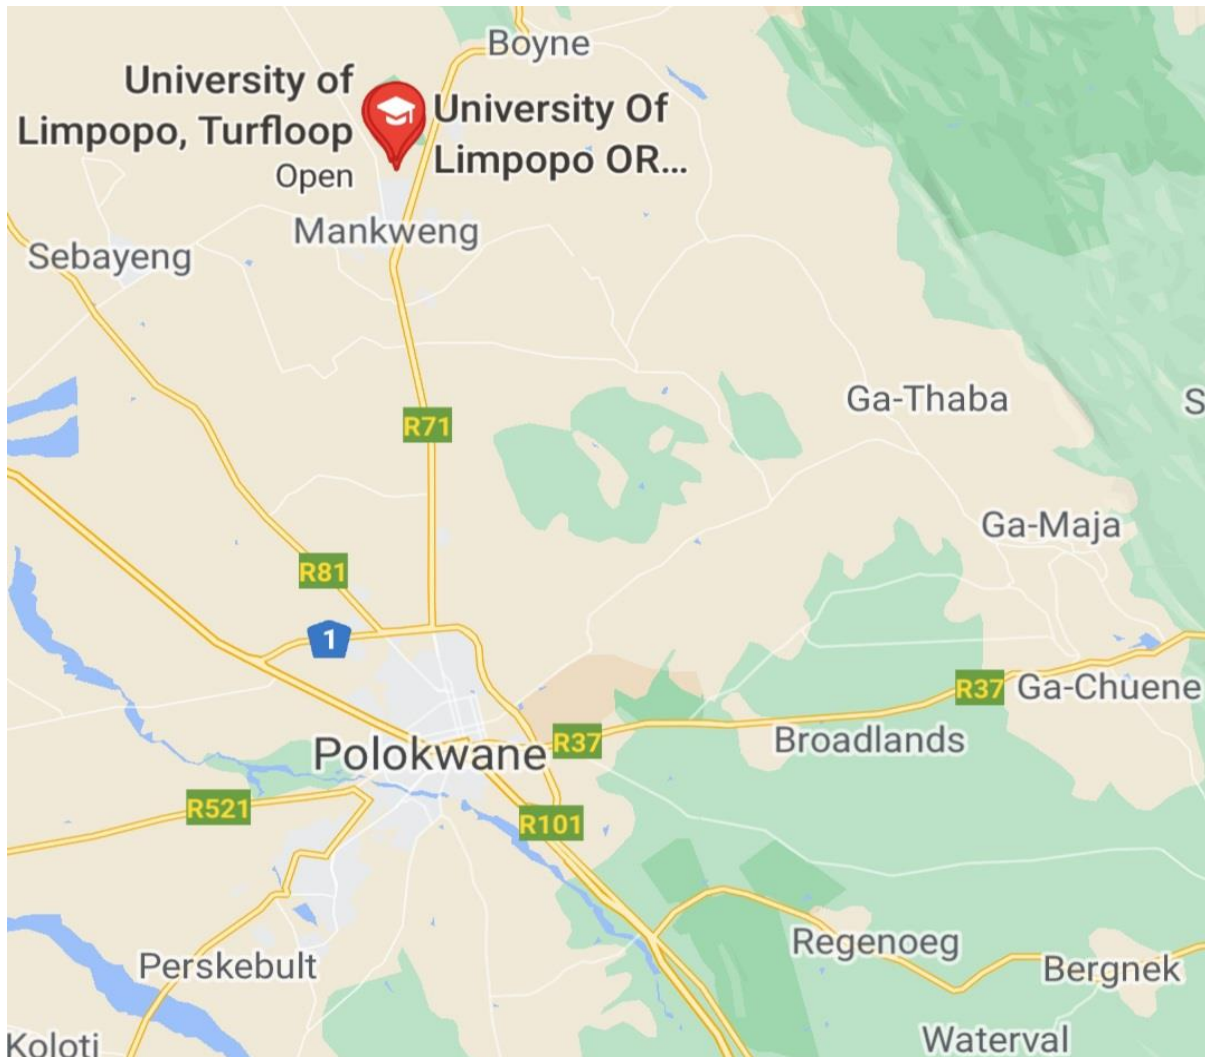 Boyne
University of
Limpopo, Turfloop
Open
University Of
Limpopo OR...
Mankweng
Sebayeng
Ga-Thaba
S
R71
Ga-Maja
R81
1
R37
Ga-Chuene
Polokwane
R37
Broadlands
R521
R101
Regenoeg
Perskebult
Bergnek
Waterval
Koloti